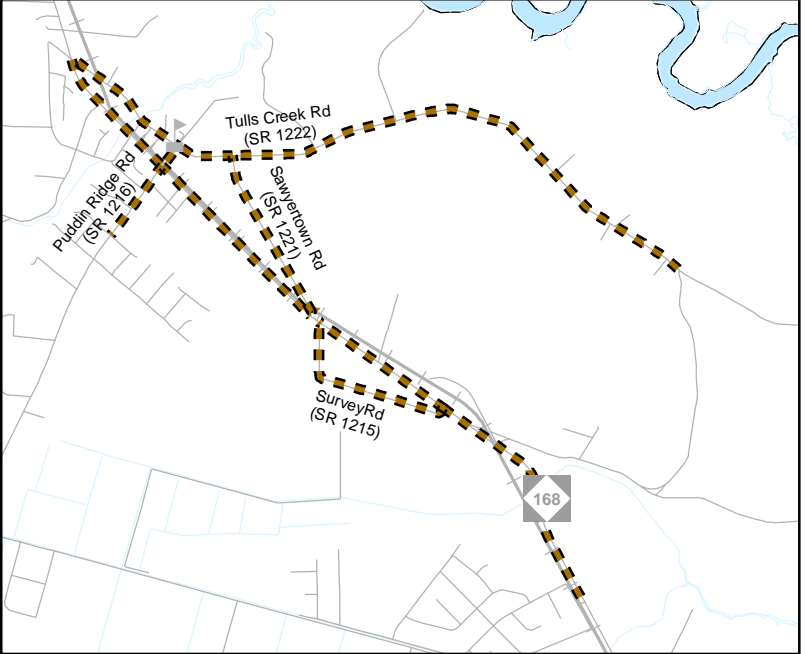 Tulls Creek Rd
(SR 1222)
Puddin Ridge Rd
(SR 1216)
Sawyertown Rd
(SR 1221)
SurveyRd
(SR 1215)
168